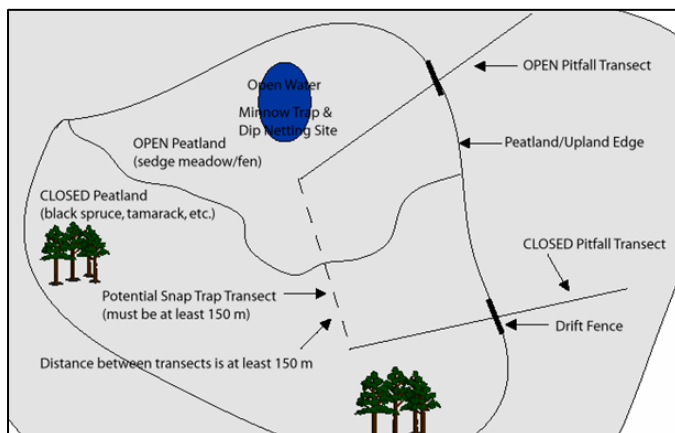 Open Water
Minnow Trap &
Dip Netting Site
OPEN Pitfall Transect
OPEN Peatland
(sedge meadow/fen)
Peatland/Upland Edge
CLOSED Peatland
(black spruce, tamarack, etc.)
CLOSED Pitfall Transect
Potential Snap Trap Transect
(must be at least 150 m)
Drift Fence
Distance between transects is at least 150 m